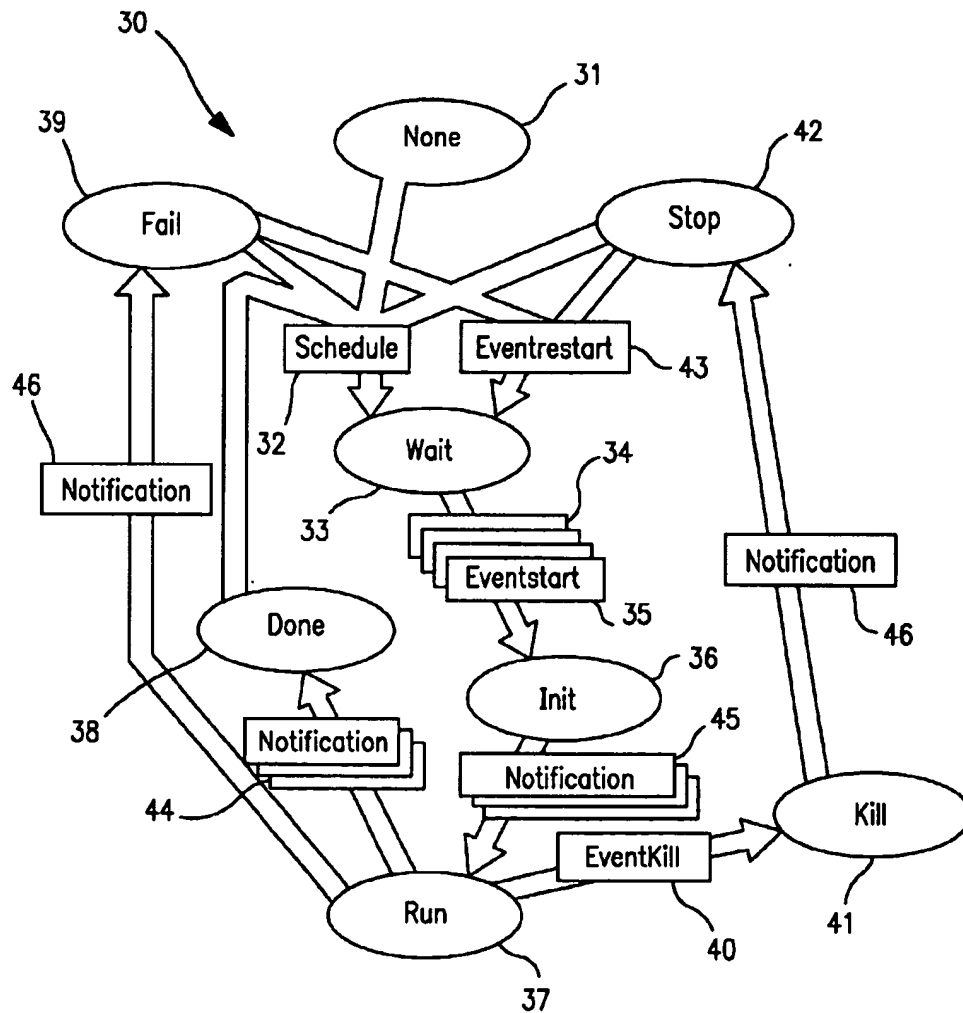 30
31
None
39
42
Fail
Stop
Schedule
Eventrestart
43
46
32
Wait
34
Notification
33
Eventstart
Notification
35
Done
46
36
Init
38
45
Notification
Notification
44
Kill
EventKill
Run
41
40
37